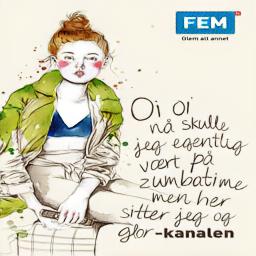 FEM
Glem alt annet
Oi oi
nå skulle
jeg egentlig
vært på
zumbatime
men her
sitter jeg og
glor-kanalen